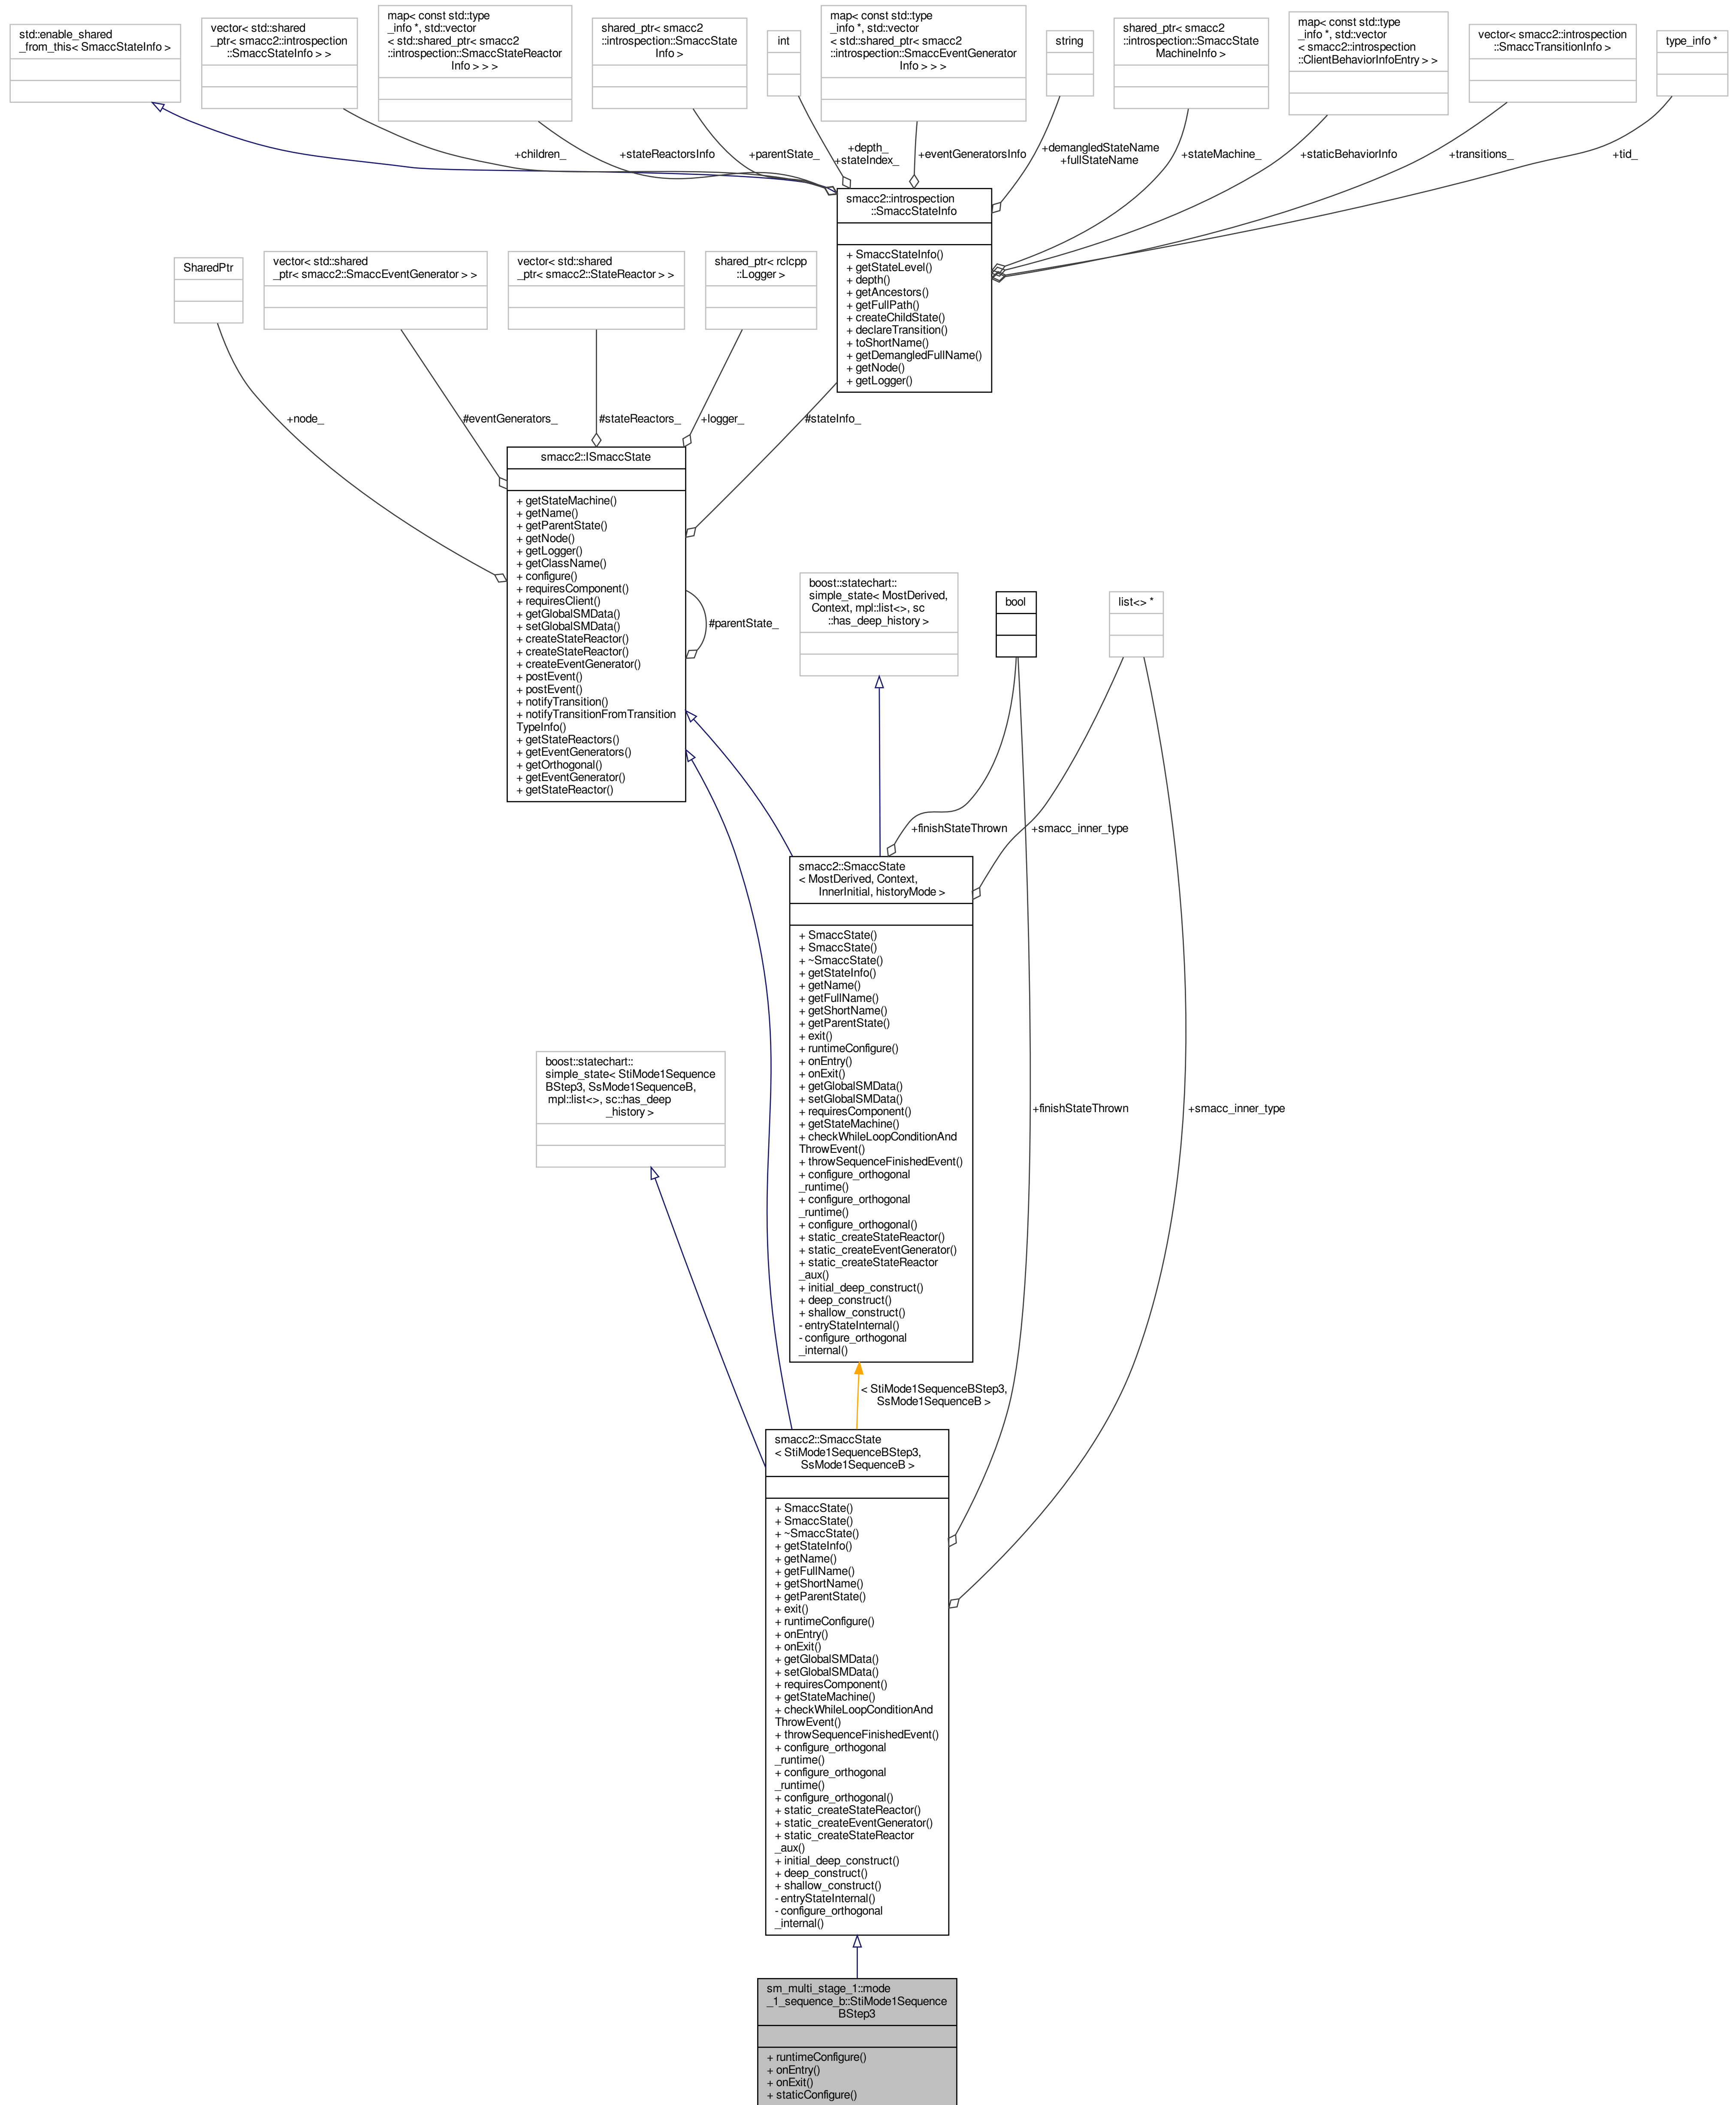 std::enable_shared
_from_this< SmaccStateInfo >
vector< std::shared
_ptr< smacc2::introspection
::SmaccStateInfo > >
map< const std::type
_info *, std::vector
< std::shared_ptr< smacc2
::introspection::SmaccStateReactor
Info > > >
shared_ptr< smacc2
::introspection::SmaccState
Info >
int
map< const std::type
_info *, std::vector
< std::shared_ptr< smacc2
::introspection::SmaccEventGenerator
Info > > >
string
shared_ptr< smacc2
::introspection::SmaccState
MachineInfo >
map< const std::type
_info *, std::vector
< smacc2::introspection
::ClientBehaviorInfoEntry > >
vector< smacc2::introspection
::SmaccTransitionInfo >
type_info *
+children_
+stateReactorsInfo
+parentState_
+depth_
+stateIndex_
+eventGeneratorsInfo
+demangledStateName
+fullStateName
+stateMachine_
+staticBehaviorInfo
+transitions_
+tid_
smacc2::introspection
::SmaccStateInfo
+ SmaccStateInfo()
+ getStateLevel()
+ depth()
+ getAncestors()
+ getFullPath()
+ createChildState()
+ declareTransition()
+ toShortName()
+ getDemangledFullName()
+ getNode()
+ getLogger()
SharedPtr
vector< std::shared
_ptr< smacc2::SmaccEventGenerator > >
vector< std::shared
_ptr< smacc2::StateReactor > >
shared_ptr< rclcpp
::Logger >
+node_
#eventGenerators_
#stateReactors_
+logger_
#stateInfo_
smacc2::ISmaccState
+ getStateMachine()
+ getName()
+ getParentState()
+ getNode()
+ getLogger()
+ getClassName()
+ configure()
+ requiresComponent()
+ requiresClient()
+ getGlobalSMData()
+ setGlobalSMData()
+ createStateReactor()
+ createStateReactor()
+ createEventGenerator()
+ postEvent()
+ postEvent()
+ notifyTransition()
+ notifyTransitionFromTransition
TypeInfo()
+ getStateReactors()
+ getEventGenerators()
+ getOrthogonal()
+ getEventGenerator()
+ getStateReactor()
#parentState_
boost::statechart::
simple_state< MostDerived,
Context, mpl::list<>, sc
::has_deep_history >
bool
list<> *
+finishStateThrown
+smacc_inner_type
smacc2::SmaccState
< MostDerived, Context,
InnerInitial, historyMode >
+ SmaccState()
+ SmaccState()
+ ~SmaccState()
+ getStateInfo()
+ getName()
+ getFullName()
+ getShortName()
+ getParentState()
+ exit()
+ runtimeConfigure()
+ onEntry()
+ onExit()
+ getGlobalSMData()
+ setGlobalSMData()
+ requiresComponent()
+ getStateMachine()
+ checkWhileLoopConditionAnd
ThrowEvent()
+ throwSequenceFinishedEvent()
+ configure_orthogonal
_runtime()
+ configure_orthogonal
_runtime()
+ configure_orthogonal()
+ static_createStateReactor()
+ static_createEventGenerator()
+ static_createStateReactor
_aux()
+ initial_deep_construct()
+ deep_construct()
+ shallow_construct()
- entryStateInternal()
- configure_orthogonal
_internal()
boost::statechart::
simple_state< StiMode1Sequence
BStep3, SsMode1SequenceB,
mpl::list<>, sc::has_deep
_history >
+finishStateThrown
+smacc_inner_type
< StiMode1SequenceBStep3,
SsMode1SequenceB >
smacc2::SmaccState
< StiMode1SequenceBStep3,
SsMode1SequenceB >
+ SmaccState()
+ SmaccState()
+ ~SmaccState()
+ getStateInfo()
+ getName()
+ getFullName()
+ getShortName()
+ getParentState()
+ exit()
+ runtimeConfigure()
+ onEntry()
+ onExit()
+ getGlobalSMData()
+ setGlobalSMData()
+ requiresComponent()
+ getStateMachine()
+ checkWhileLoopConditionAnd
ThrowEvent()
+ throwSequenceFinishedEvent()
+ configure_orthogonal
_runtime()
+ configure_orthogonal
_runtime()
+ configure_orthogonal()
+ static_createStateReactor()
+ static_createEventGenerator()
+ static_createStateReactor
_aux()
+ initial_deep_construct()
+ deep_construct()
+ shallow_construct()
- entryStateInternal()
- configure_orthogonal
_internal()
sm_multi_stage_1::mode
_1_sequence_b::StiMode1Sequence
BStep3
+ runtimeConfigure()
+ onEntry()
+ onExit()
+ staticConfigure()